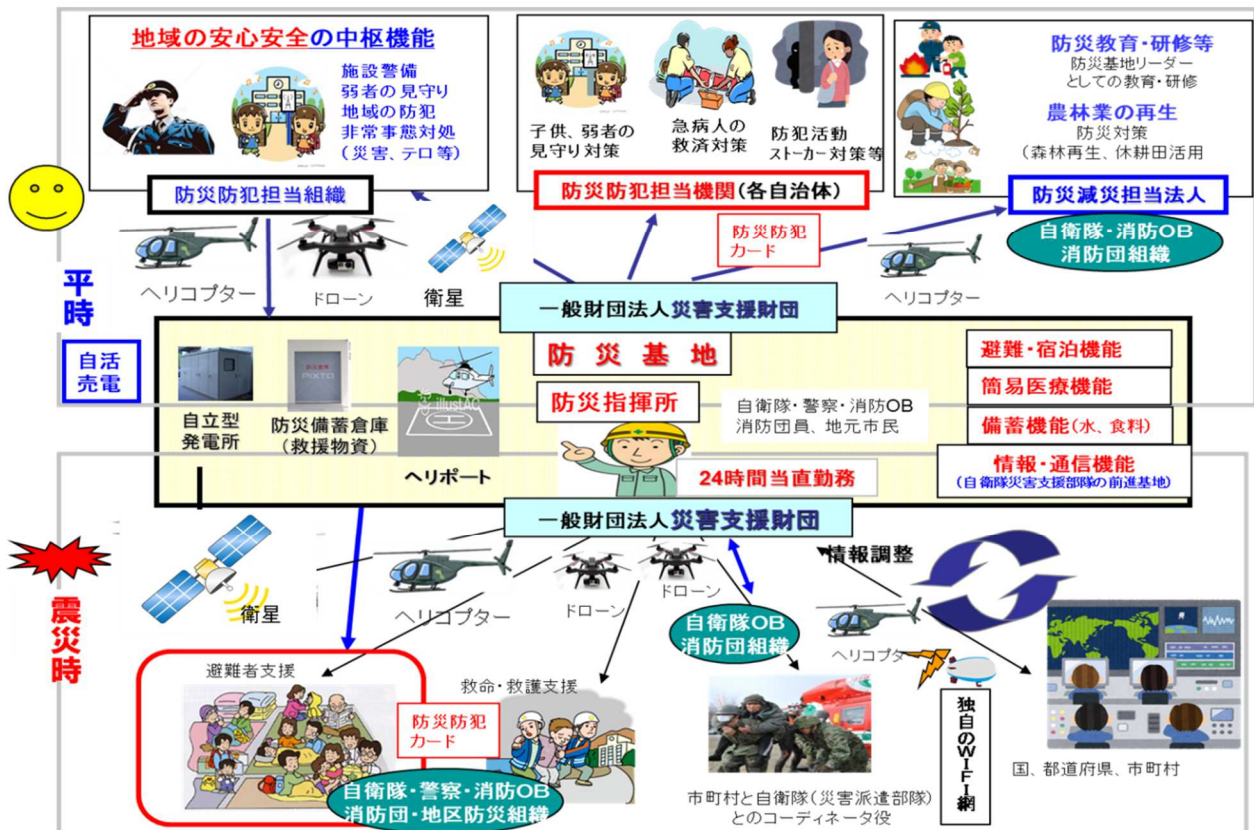 地域の安心安全の中枢機能
施設警備
弱者の見守り
地域の防犯
非常事態対処
(災害、テロ等)
防災防犯担当組織
子供、弱者の
見守り対策
急病人の
救済対策
防犯活動
ストーカー対策等
防災防犯担当機関(各自治体)
防災教育・研修等
防災基地リーダー
としての教育・研修
農林業の再生
防災対策
(森林再生、休耕田活用
防災減災担当法人
自衛隊・消防OB
消防団組織
防災防犯
カード
ヘリコプター
ドローン
衛星
ヘリコプター
平時
一般財団法人災害支援財団
自活
売電
防災基地
自立型
発電所
防災備蓄倉庫
(救援物資)
ヘリポート
防災指揮所
自衛隊・警察・消防OB
消防団員、地元市民
24時間当直勤務
避難・宿泊機能
簡易医療機能
備蓄機能(水、食料)
情報・通信機能
(自衛隊災害支援部隊の前進基地)
PIXTA
illustAC
一般財団法人災害支援財団
震災時
衛星
ヘリコプター
ドローン
ドローン
情報調整
自衛隊OB
消防団組織
ヘリコプタ
避難者支援
防災防犯
カード
救命・救護支援
自衛隊・警察・消防OB
消防団・地区防災組織
市町村と自衛隊(災害派遣部隊)
とのコーディネータ役
独自のWIFI網
国、都道府県、市町村